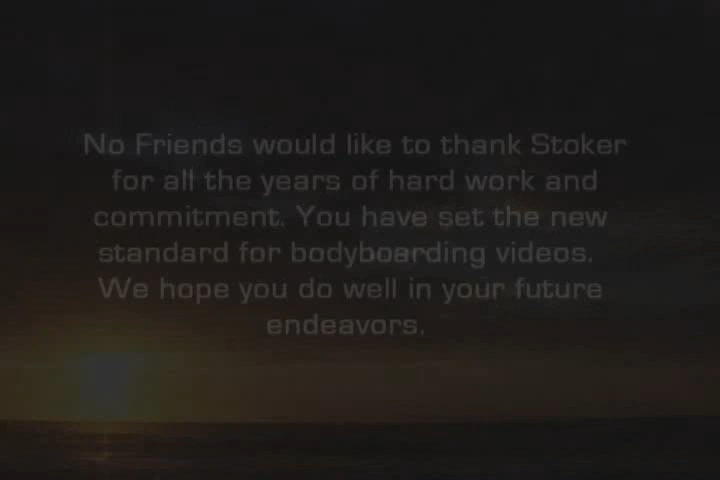 No Friends would like to thank Stoker
for all the years of hard work and
commitment. You have set the new
standard for bodyboarding videos.
We hope you do well in your future
endeavors.